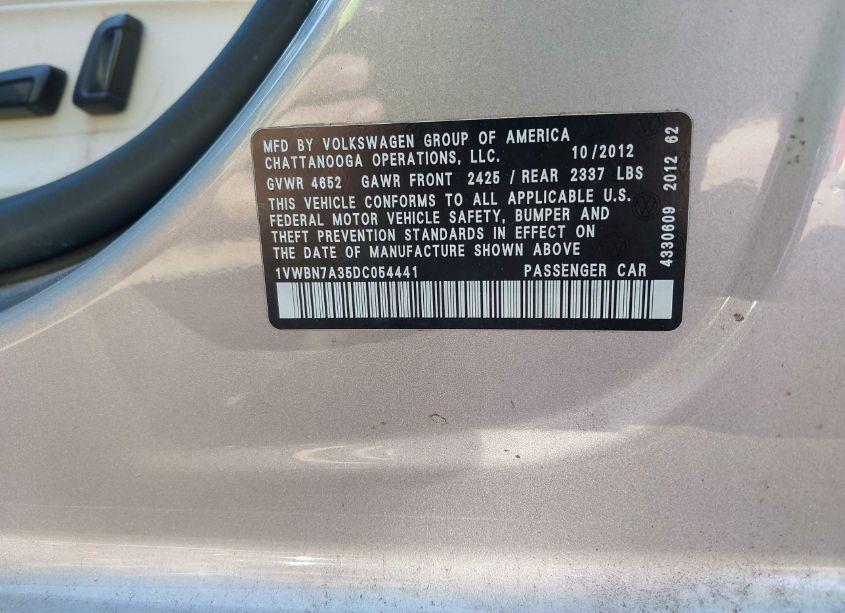 MFD BY VOLKSWAGEN GROUP OF AMERICA
CHATTANOOGA OPERATIONS, LLC. 10/2012
GVWR 4652 GAWR FRONT 2425 / REAR 2337 LBS
THIS VEHICLE CONFORMS TO ALL APPLICABLE U.S.
FEDERAL MOTOR VEHICLE SAFETY, BUMPER AND
THEFT PREVENTION STANDARDS IN EFFECT ON
THE DATE OF MANUFACTURE SHOWN ABOVE
1VWBN7A35DC054441 PASSENGER CAR
4330609 2012 62